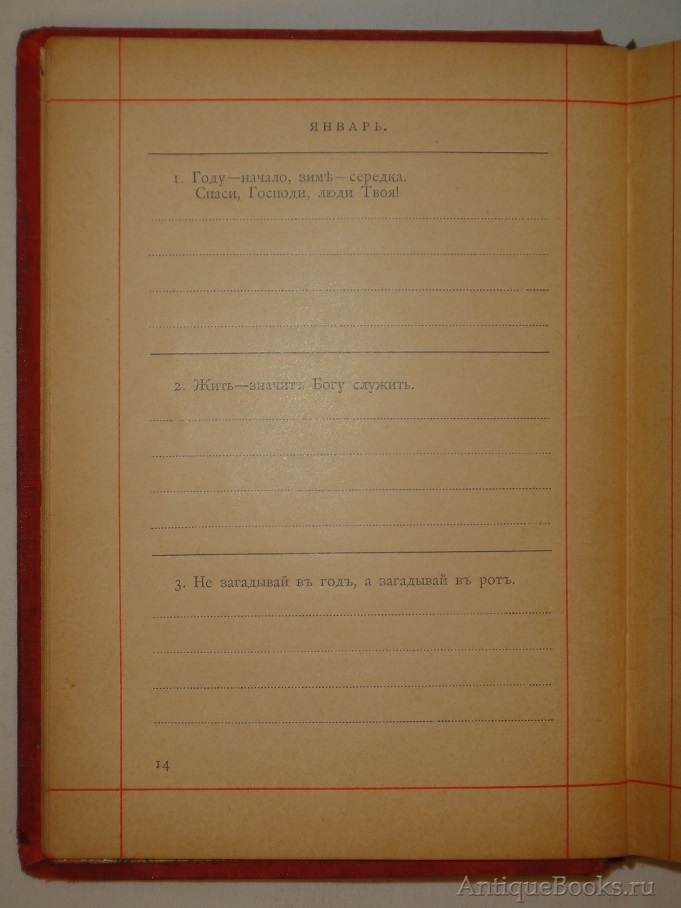 ЯНВАРЬ.
1. Году—начало, зимѣ—середка.
Спаси, Господи, люди Твоя!
2. Жить—значитъ Богу служить.
3. Не загадывай въ годъ, а загадывай въ ротъ.
14
AntiqueBooks.ru